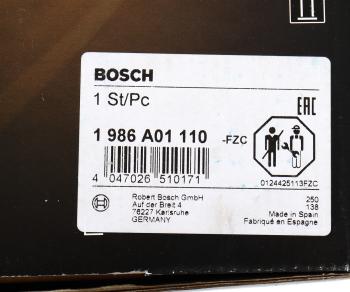 BOSCH
1 St/Pc
EAC
1 986 A01 110 -FZC
4 047026 510171
0124425113FZC
Robert Bosch GmbH
Auf der Breit 4
76227 Karlsruhe
GERMANY
250
138
Made in Spain
Fabriqué en Espagne